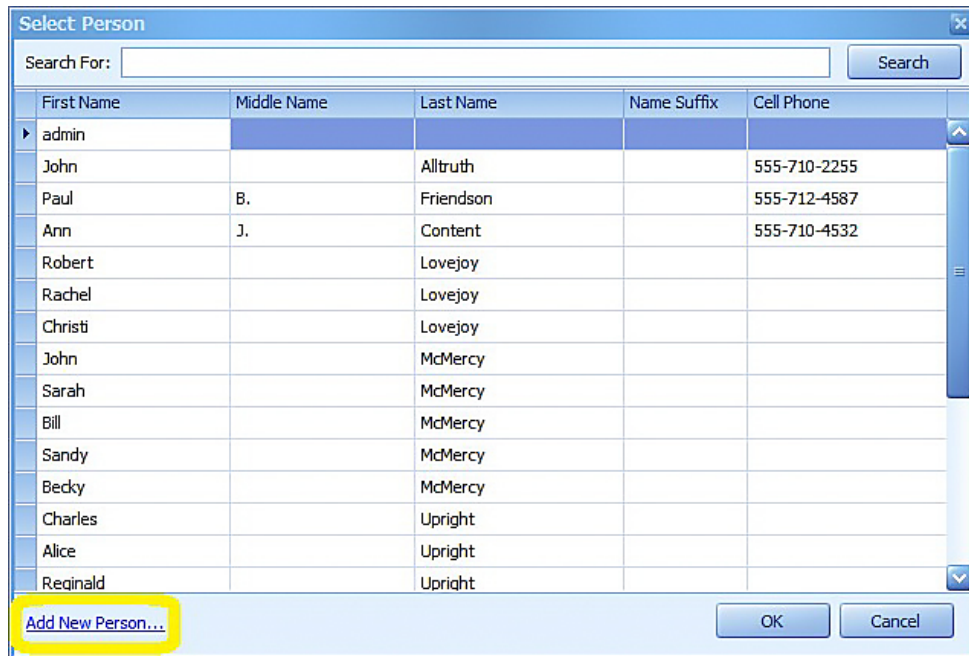 Select Person
Search For: Search
First Name Middle Name Last Name Name Suffix Cell Phone
admin
John Alltruth 555-710-2255
Paul B. Friendson 555-712-4587
Ann J. Content 555-710-4532
Robert Lovejoy
Rachel Lovejoy
Christi Lovejoy
John McMercy
Sarah McMercy
Bill McMercy
Sandy McMercy
Becky McMercy
Charles Upright
Alice Upright
Reginald Upright
Add New Person... OK Cancel